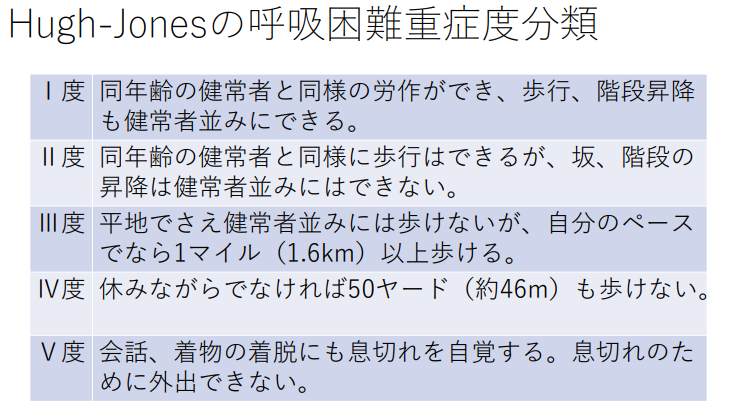 Hugh-Jonesの呼吸困難重症度分類
Ⅰ度 同年齢の健常者と同様の労作ができ、歩行、階段昇降
も健常者並みにできる。
Ⅱ度 同年齢の健常者と同様に歩行はできるが、坂、階段の
昇降は健常者並みにはできない。
Ⅲ度 平地でさえ健常者並みには歩けないが、自分のペース
でなら1マイル（1.6km）以上歩ける。
Ⅳ度 休みながらでなければ50ヤード（約46m）も歩けない。
Ⅴ度 会話、着物の着脱にも息切れを自覚する。息切れのた
めに外出できない。